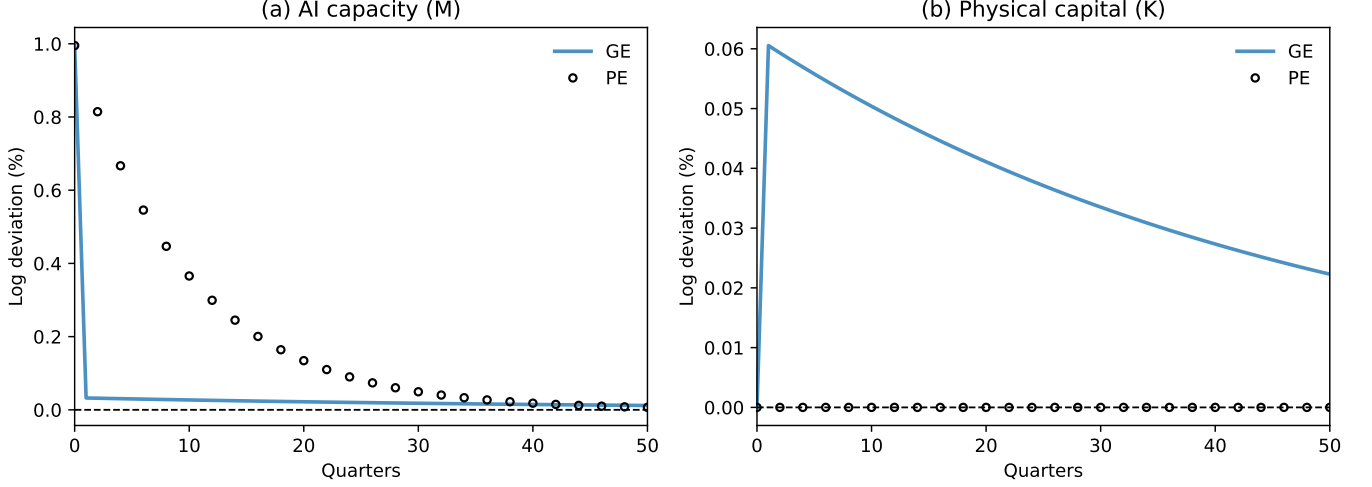 (a) AI capacity (M)
Log deviation (%)
1.0
0.8
0.6
0.4
0.2
0.0
GE
PE
0 10 20 30 40 50
Quarters
(b) Physical capital (K)
Log deviation (%)
0.06
0.05
0.04
0.03
0.02
0.01
0.00
GE
PE
0 10 20 30 40 50
Quarters